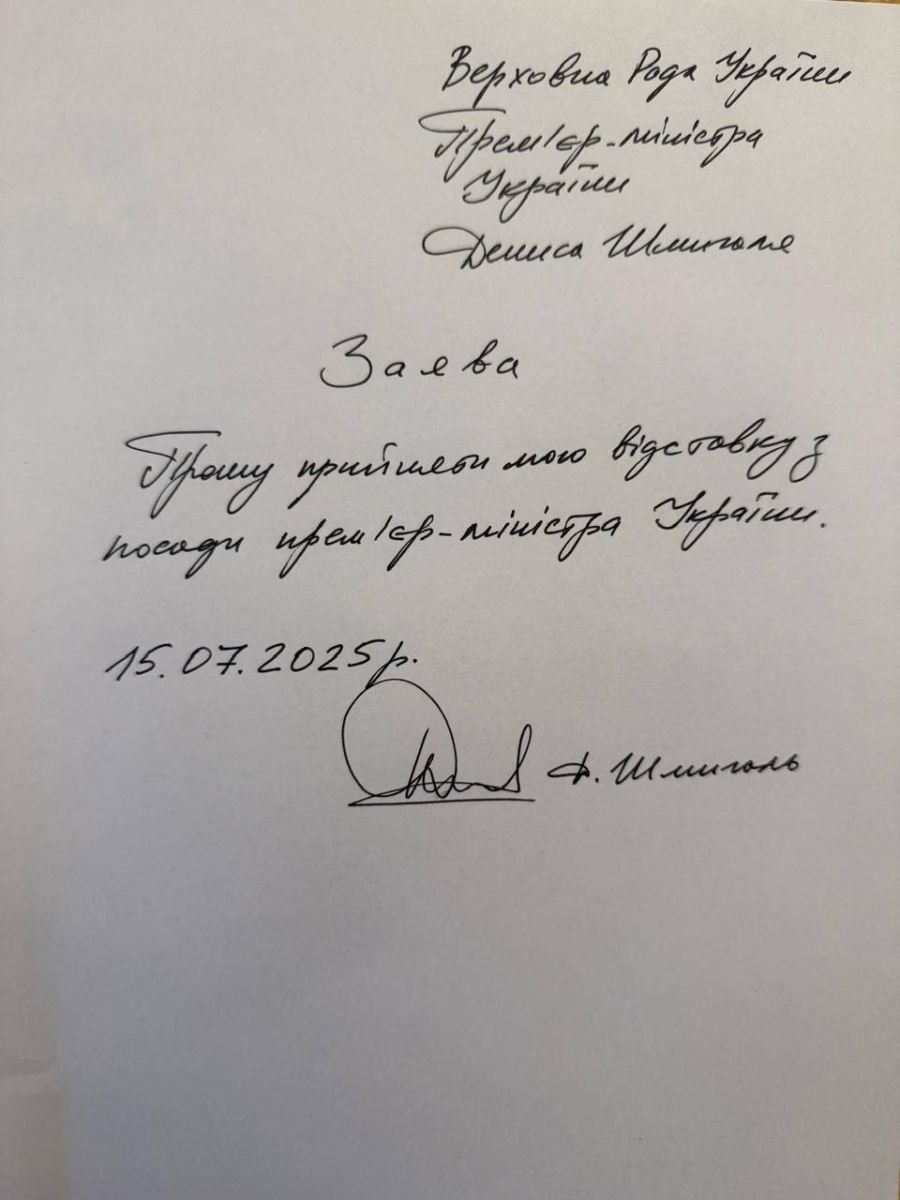 Верховна Рада України
Прем'єр-міністра
України
Дениса Шмигаля
Заява
Прошу прийняти мою відставку з
посади прем'єр-міністра України.
15.07.2025р.
Д. Шмигаль